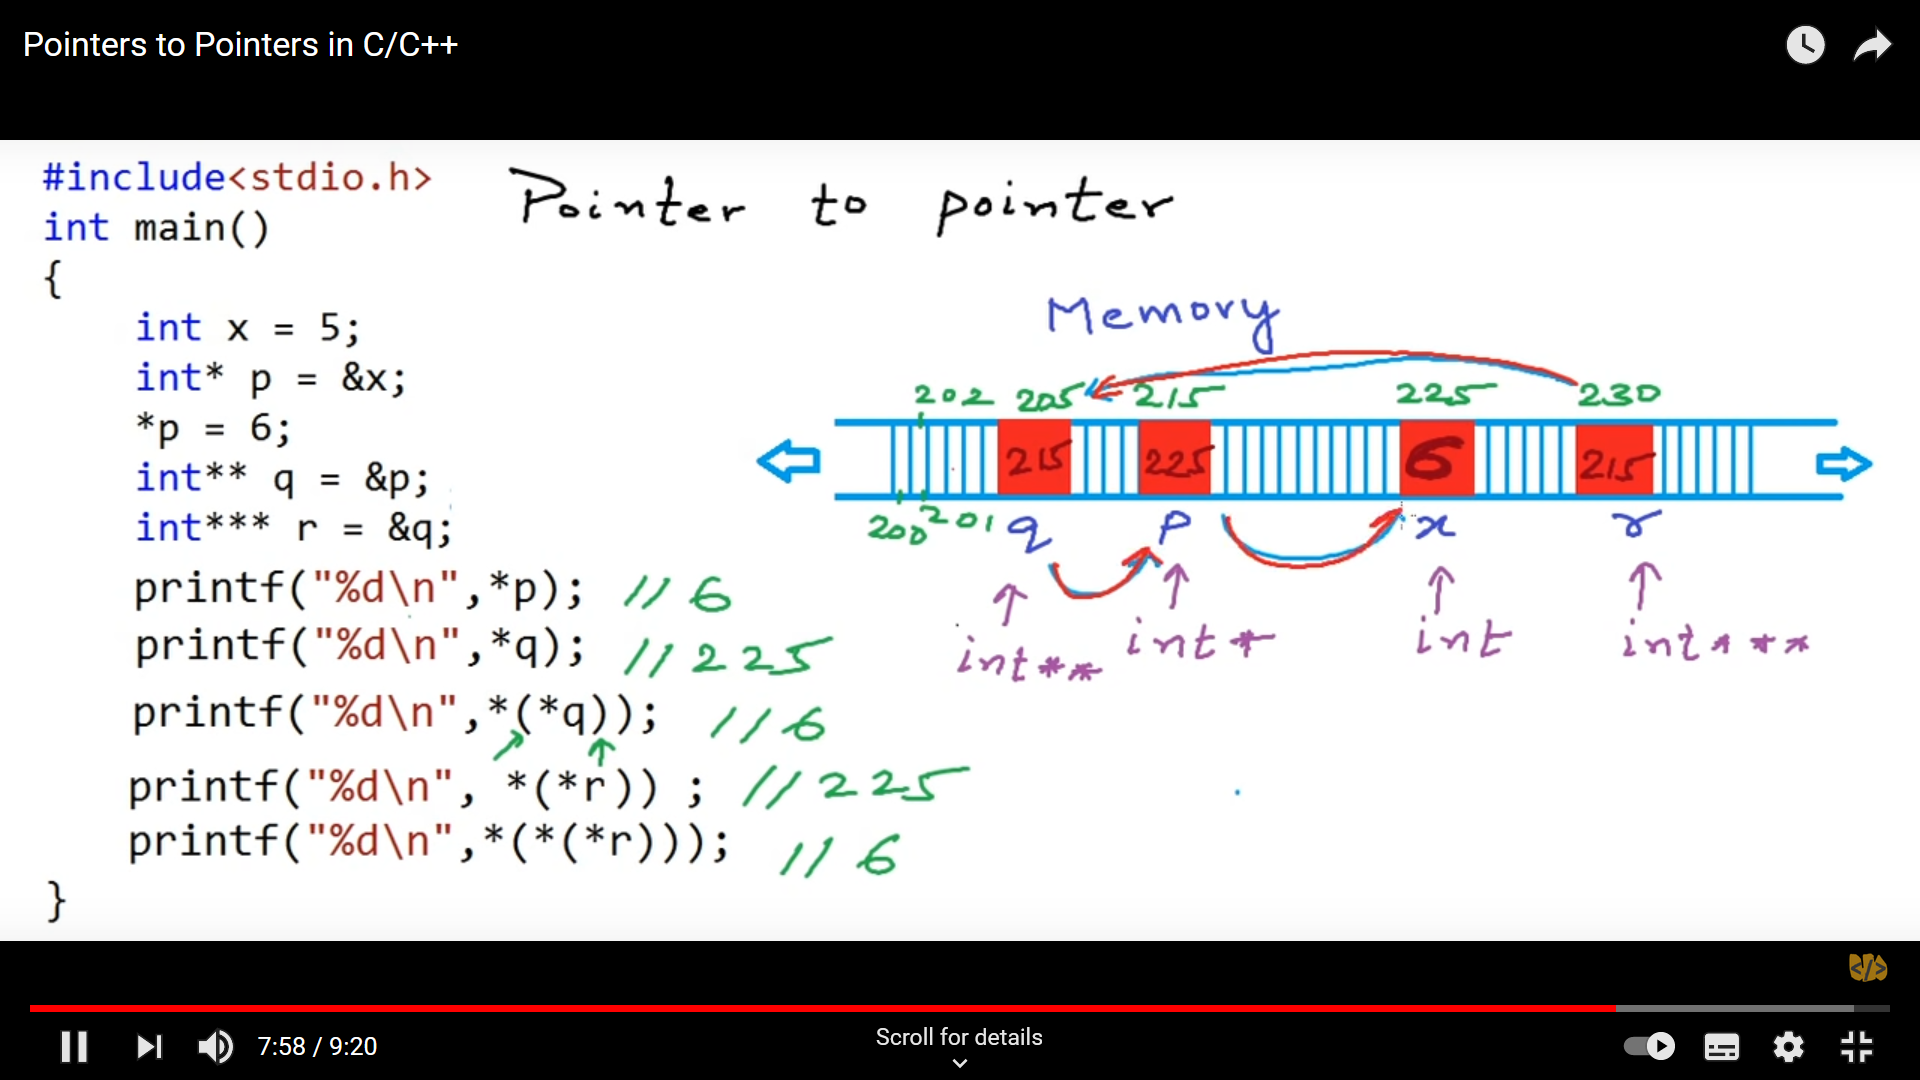 Pointers to Pointers in C/C++
#include<stdio.h>
int main()
{
int x = 5;
int* p = &x;
*p = 6;
int** q = &p;
int*** r = &q;
printf("%d\n",*p); // 6
printf("%d\n",*q); // 225
printf("%d\n",*(*q)); // 6
printf("%d\n", *(*r)) ; // 225
printf("%d\n",*(*(*r))); // 6
}
Pointer to pointer
Memory
202 205 215 225 230
215 225 6 215
200 201 q p x r
int** int* int int***
</>
7:58 / 9:20
Scroll for details